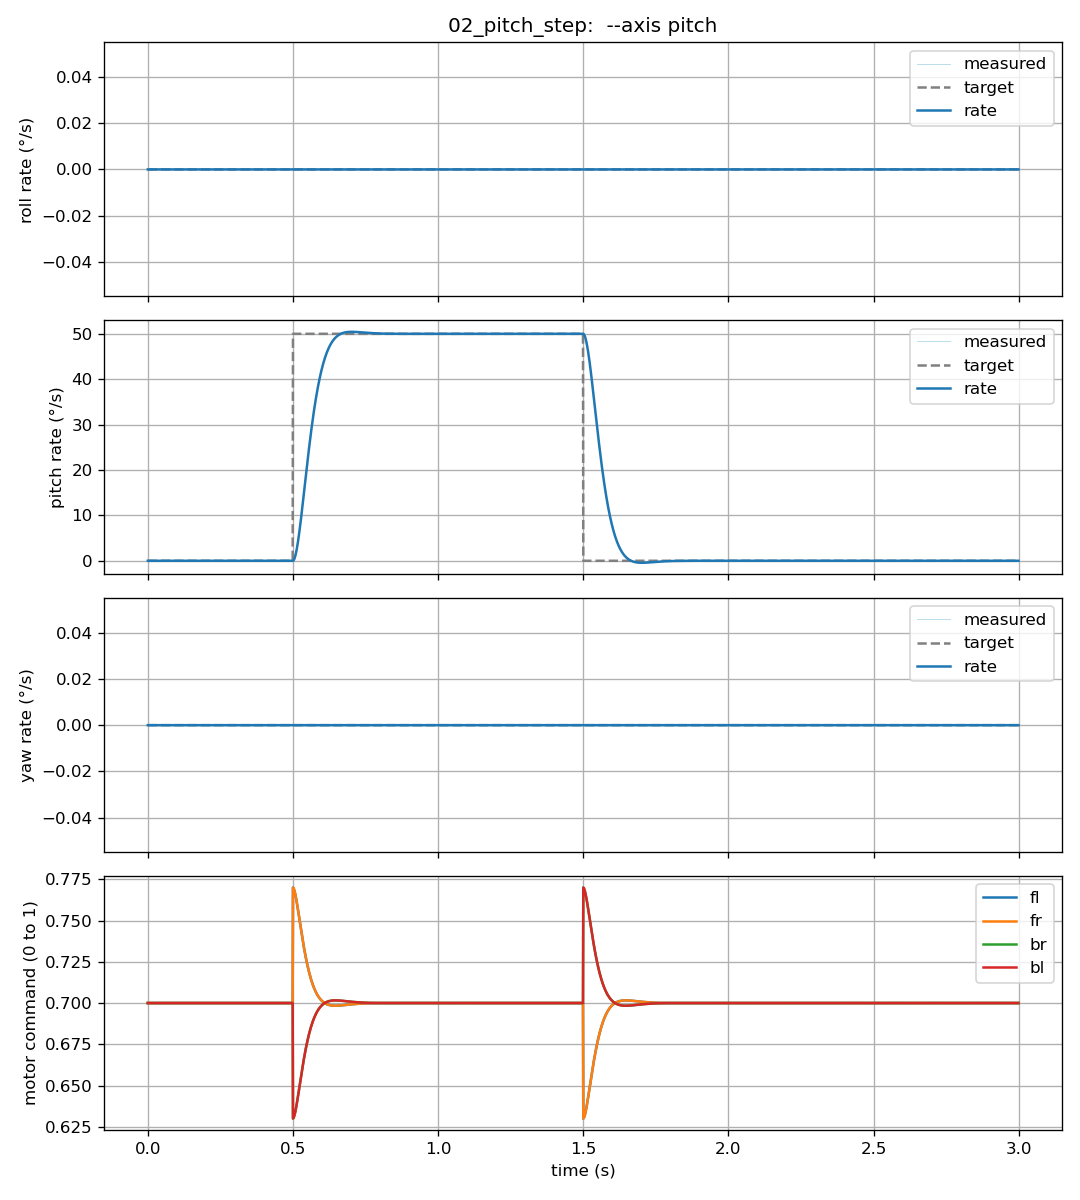 02_pitch_step:  --axis pitch
0.04
0.02
0.00
−0.02
−0.04
roll rate (°/s)
measured
target
rate
50
40
30
20
10
0
pitch rate (°/s)
measured
target
rate
0.04
0.02
0.00
−0.02
−0.04
yaw rate (°/s)
measured
target
rate
0.775
0.750
0.725
0.700
0.675
0.650
0.625
motor command (0 to 1)
fl
fr
br
bl
0.0 0.5 1.0 1.5 2.0 2.5 3.0
time (s)